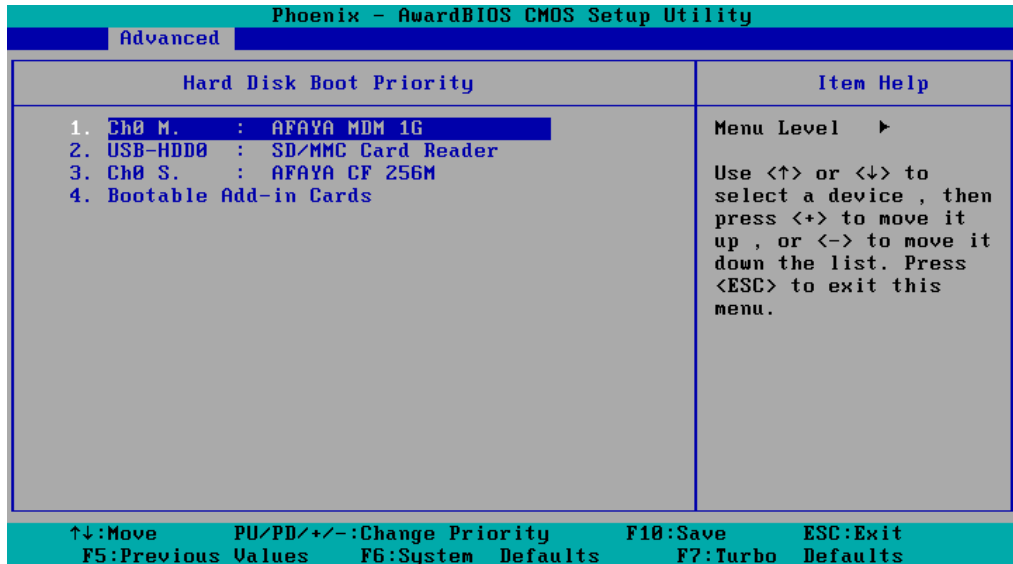 Phoenix - AwardBIOS CMOS Setup Utility
Advanced
Hard Disk Boot Priority
Item Help
1. Ch0 M. : AFAYA MDM 1G
2. USB-HDD0 : SD/MMC Card Reader
3. Ch0 S. : AFAYA CF 256M
4. Bootable Add-in Cards
Menu Level ►
Use <↑> or <↓> to
select a device , then
press <+> to move it
up , or <-> to move it
down the list. Press
<ESC> to exit this
menu.
↑↓:Move PU/PD/+/-:Change Priority F10:Save ESC:Exit
F5:Previous Values F6:System Defaults F7:Turbo Defaults